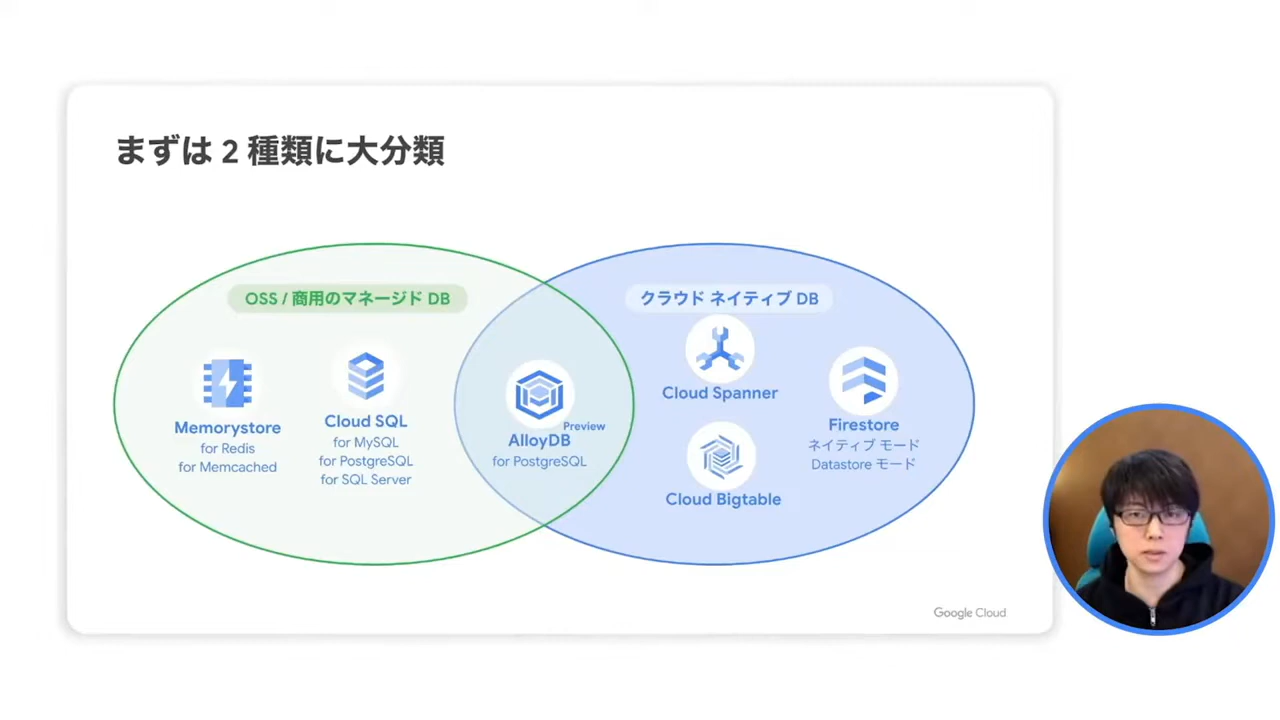 まずは 2 種類に大分類
OSS / 商用のマネージド DB
クラウド ネイティブ DB
Memorystore
for Redis
for Memcached
Cloud SQL
for MySQL
for PostgreSQL
for SQL Server
Preview
AlloyDB
for PostgreSQL
Cloud Spanner
Cloud Bigtable
Firestore
ネイティブ モード
Datastore モード
Google Cloud